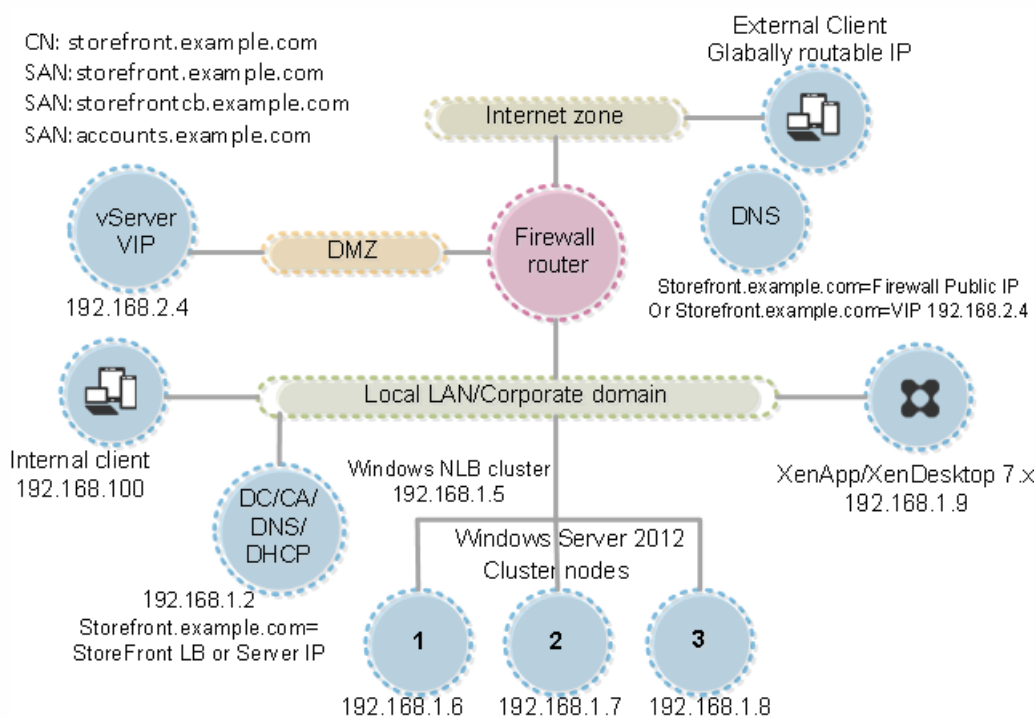 CN: storefront.example.com
SAN: storefront.example.com
SAN: storefrontcb.example.com
SAN: accounts.example.com
External Client
Glabally routable IP
Internet zone
vServer
VIP
192.168.2.4
DMZ
Firewall
router
DNS
Storefront.example.com=Firewall Public IP
Or Storefront.example.com=VIP 192.168.2.4
Local LAN/Corporate domain
Internal client
192.168.100
DC/CA/
DNS/
DHCP
192.168.1.2
Storefront.example.com=
StoreFront LB or Server IP
Windows NLB cluster
192.168.1.5
XenApp/XenDesktop 7.x
192.168.1.9
Windows Server 2012
Cluster nodes
1
2
3
192.168.1.6
192.168.1.7
192.168.1.8